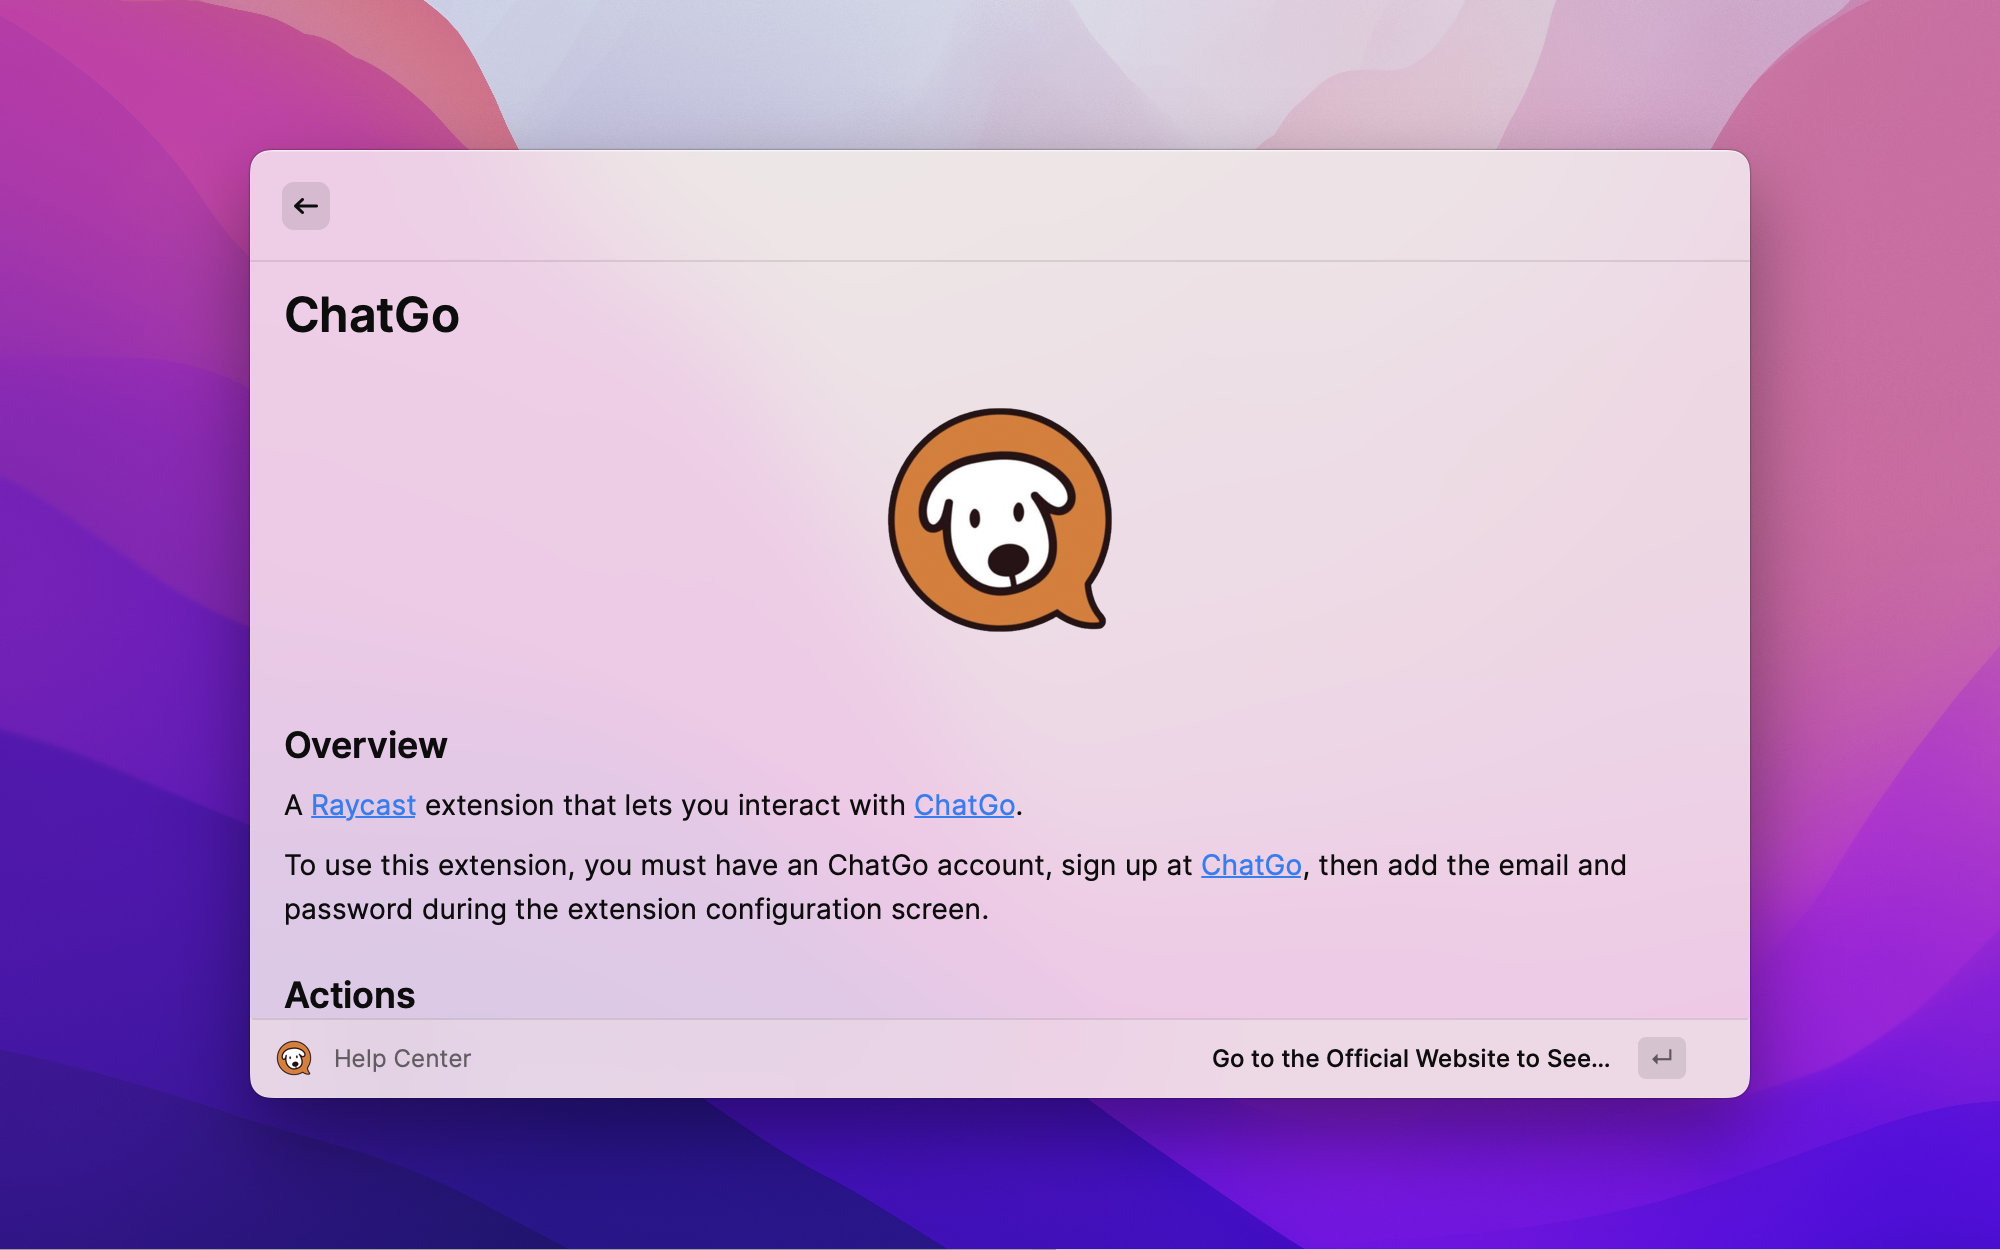 ChatGo
Overview
A Raycast extension that lets you interact with ChatGo.
To use this extension, you must have an ChatGo account, sign up at ChatGo, then add the email and
password during the extension configuration screen.
Actions
Help Center
Go to the Official Website to See...